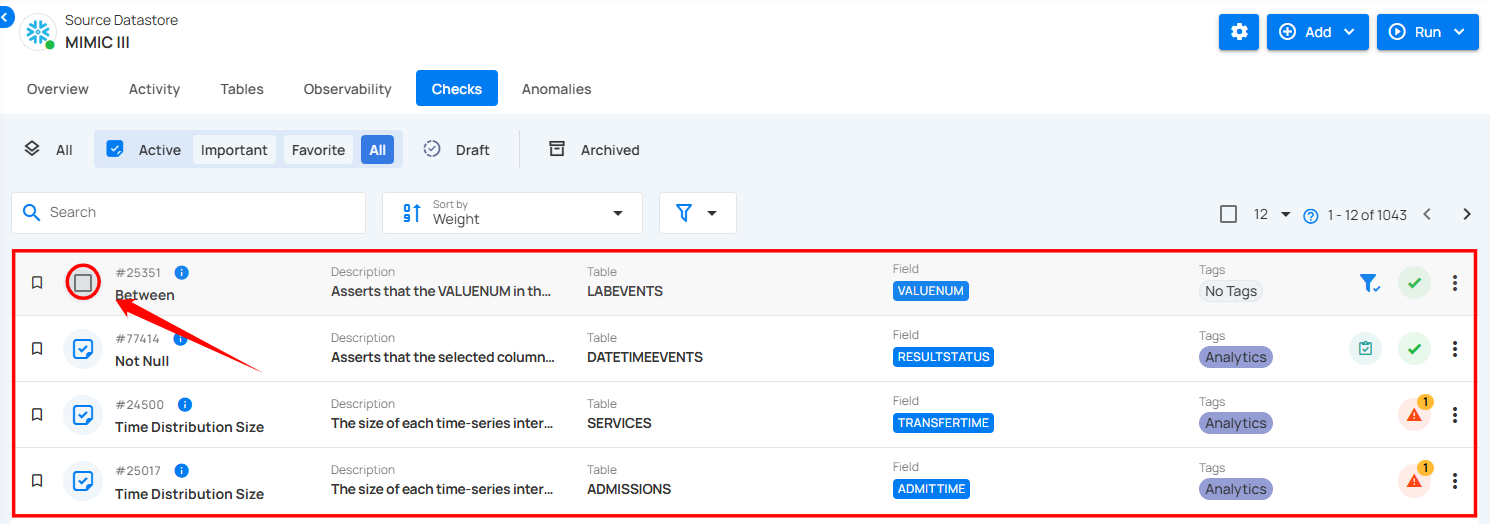 Source Datastore
MIMIC III
Add
Run
Overview
Activity
Tables
Observability
Checks
Anomalies
All
Active
Important
Favorite
All
Draft
Archived
Search
Sort by
Weight
12
1 - 12 of 1043
#25351
Between
Description
Asserts that the VALUENUM in th...
Table
LABEVENTS
Field
VALUENUM
Tags
No Tags
#77414
Not Null
Description
Asserts that the selected column...
Table
DATETIMEEVENTS
Field
RESULTSTATUS
Tags
Analytics
#24500
Time Distribution Size
Description
The size of each time-series inter...
Table
SERVICES
Field
TRANSFERTIME
Tags
Analytics
1
#25017
Time Distribution Size
Description
The size of each time-series inter...
Table
ADMISSIONS
Field
ADMITTIME
Tags
Analytics
1